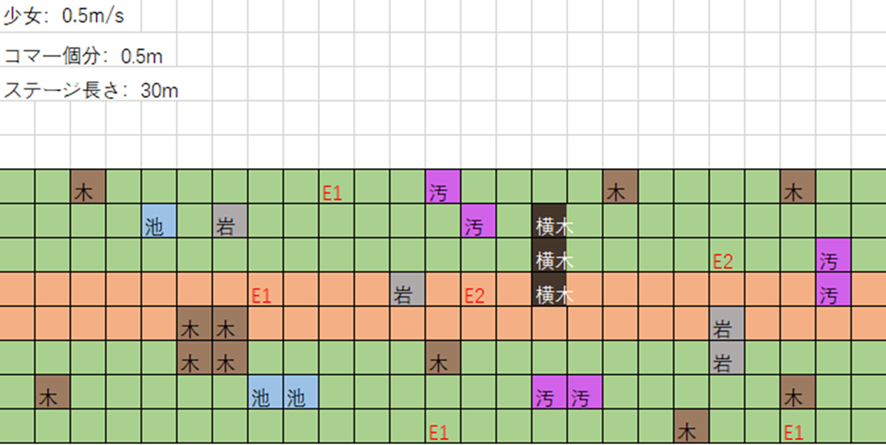 少女：0.5m/s
コマ一個分：0.5m
ステージ長さ：30m
木 E1 汚 木 木
池 岩 汚 横木
横木 E2 汚
E1 岩 E2 横木 汚
木 木 岩
木 木 木 岩
木 池 池 汚 汚 木
E1 木 E1